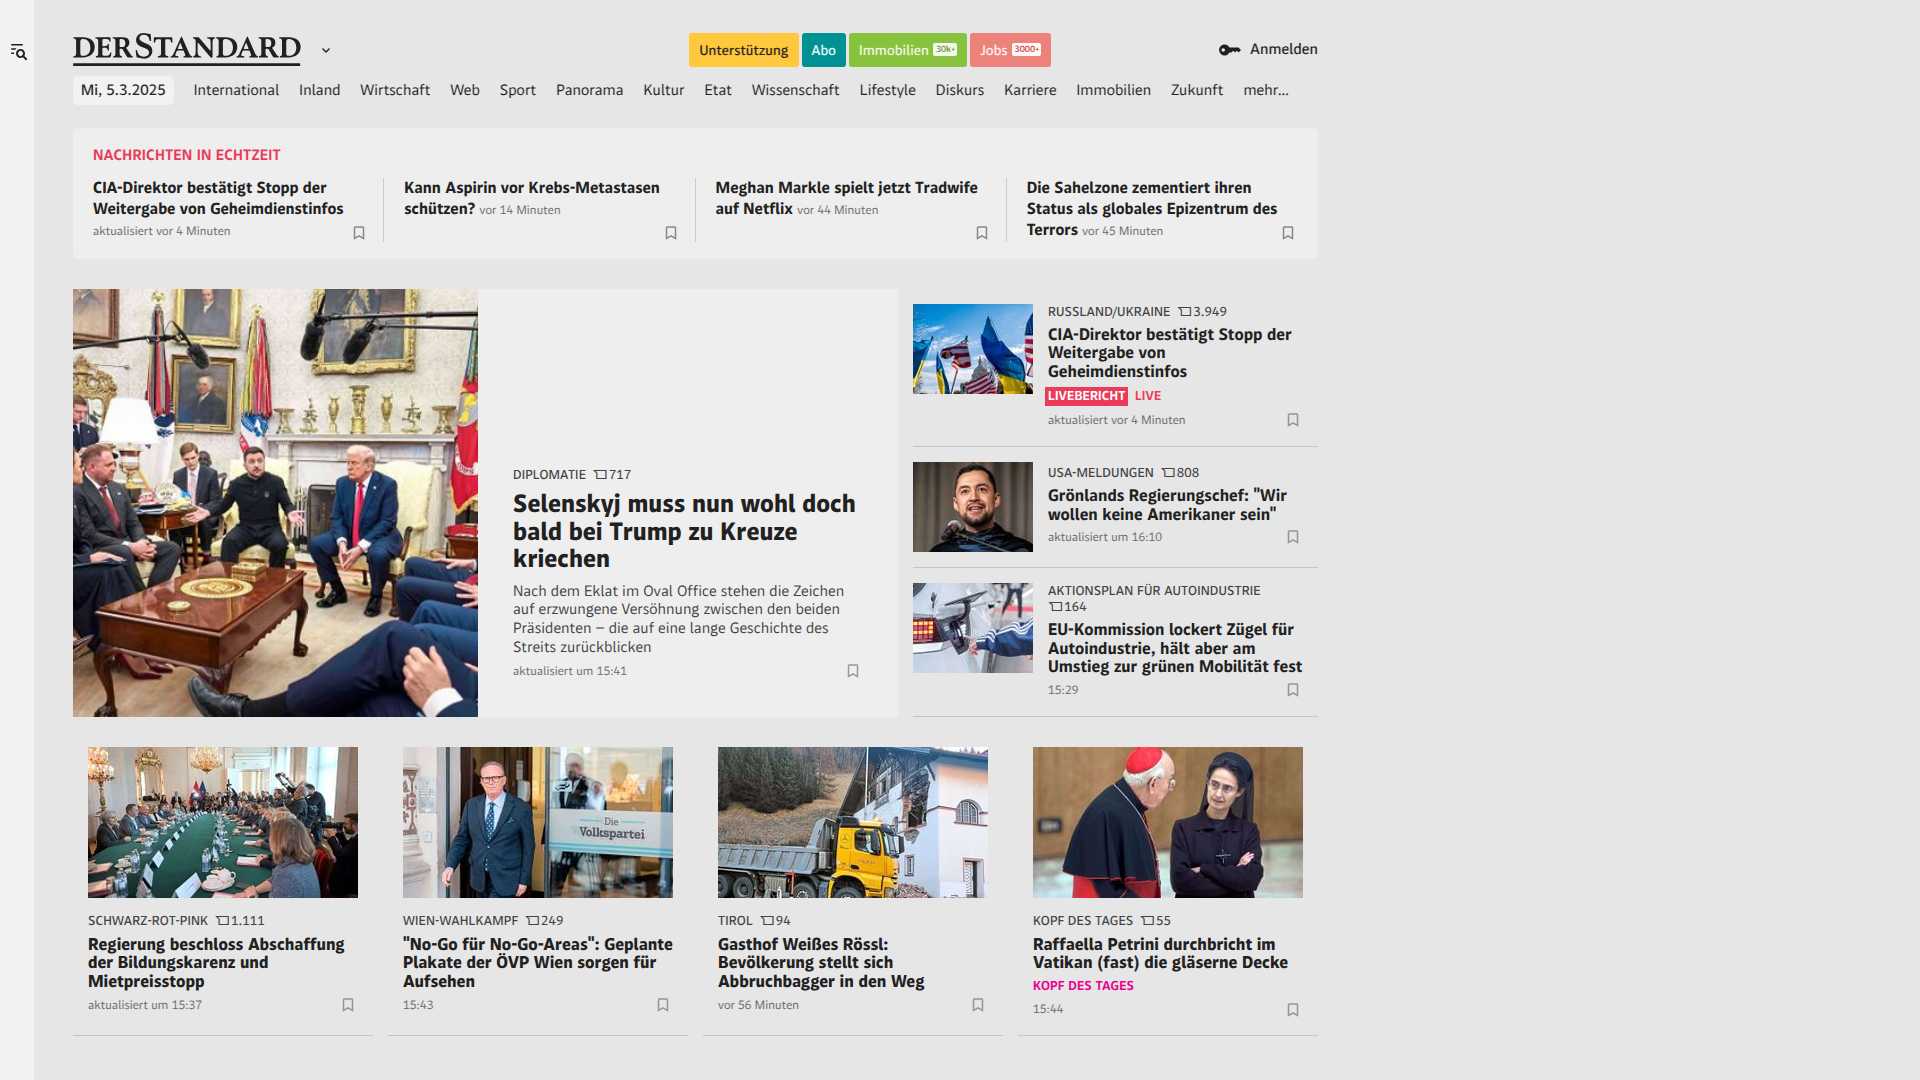 DERSTANDARD
Unterstützung
Abo
Immobilien 30k+
Jobs 3000+
Anmelden
Mi, 5.3.2025
International
Inland
Wirtschaft
Web
Sport
Panorama
Kultur
Etat
Wissenschaft
Lifestyle
Diskurs
Karriere
Immobilien
Zukunft
mehr...
NACHRICHTEN IN ECHTZEIT
CIA-Direktor bestätigt Stopp der
Weitergabe von Geheimdienstinfos
aktualisiert vor 4 Minuten
Kann Aspirin vor Krebs-Metastasen
schützen? vor 14 Minuten
Meghan Markle spielt jetzt Tradwife
auf Netflix vor 44 Minuten
Die Sahelzone zementiert ihren
Status als globales Epizentrum des
Terrors vor 45 Minuten
DIPLOMATIE 717
Selenskyj muss nun wohl doch
bald bei Trump zu Kreuze
kriechen
Nach dem Eklat im Oval Office stehen die Zeichen
auf erzwungene Versöhnung zwischen den beiden
Präsidenten – die auf eine lange Geschichte des
Streits zurückblicken
aktualisiert um 15:41
RUSSLAND/UKRAINE 3.949
CIA-Direktor bestätigt Stopp der
Weitergabe von
Geheimdienstinfos
LIVEBERICHT LIVE
aktualisiert vor 4 Minuten
USA-MELDUNGEN 808
Grönlands Regierungschef: "Wir
wollen keine Amerikaner sein"
aktualisiert um 16:10
AKTIONSPLAN FÜR AUTOINDUSTRIE
164
EU-Kommission lockert Zügel für
Autoindustrie, hält aber am
Umstieg zur grünen Mobilität fest
15:29
SCHWARZ-ROT-PINK 1.111
Regierung beschloss Abschaffung
der Bildungskarenz und
Mietpreisstopp
aktualisiert um 15:37
Die
Volkspartei
WIEN-WAHLKAMPF 249
"No-Go für No-Go-Areas": Geplante
Plakate der ÖVP Wien sorgen für
Aufsehen
15:43
TIROL 94
Gasthof Weißes Rössl:
Bevölkerung stellt sich
Abbruchbagger in den Weg
vor 56 Minuten
KOPF DES TAGES 55
Raffaella Petrini durchbricht im
Vatikan (fast) die gläserne Decke
KOPF DES TAGES
15:44